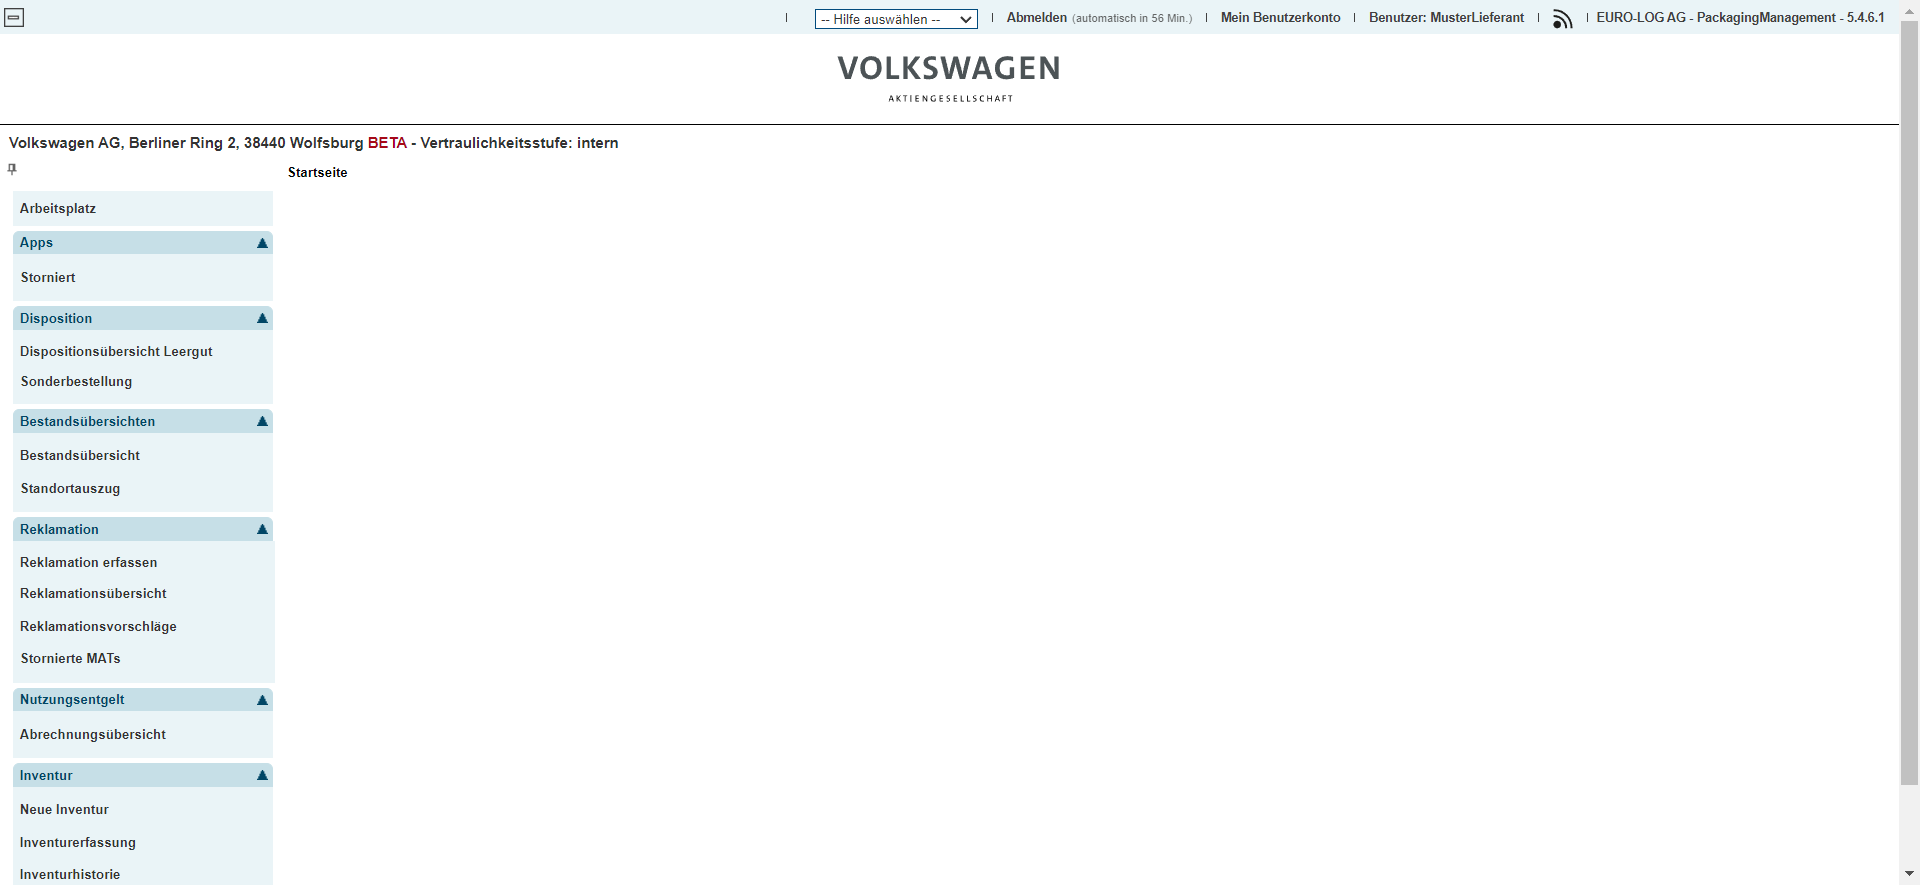 -- Hilfe auswählen -- Abmelden (automatisch in 56 Min.) Mein Benutzerkonto Benutzer: MusterLieferant EURO-LOG AG - PackagingManagement - 5.4.6.1
VOLKSWAGEN
AKTIENGESELLSCHAFT
Volkswagen AG, Berliner Ring 2, 38440 Wolfsburg BETA - Vertraulichkeitsstufe: intern
Startseite
Arbeitsplatz
Apps
Storniert
Disposition
Dispositionsübersicht Leergut
Sonderbestellung
Bestandsübersichten
Bestandsübersicht
Standortauszug
Reklamation
Reklamation erfassen
Reklamationsübersicht
Reklamationsvorschläge
Stornierte MATs
Nutzungsentgelt
Abrechnungsübersicht
Inventur
Neue Inventur
Inventurerfassung
Inventurhistorie